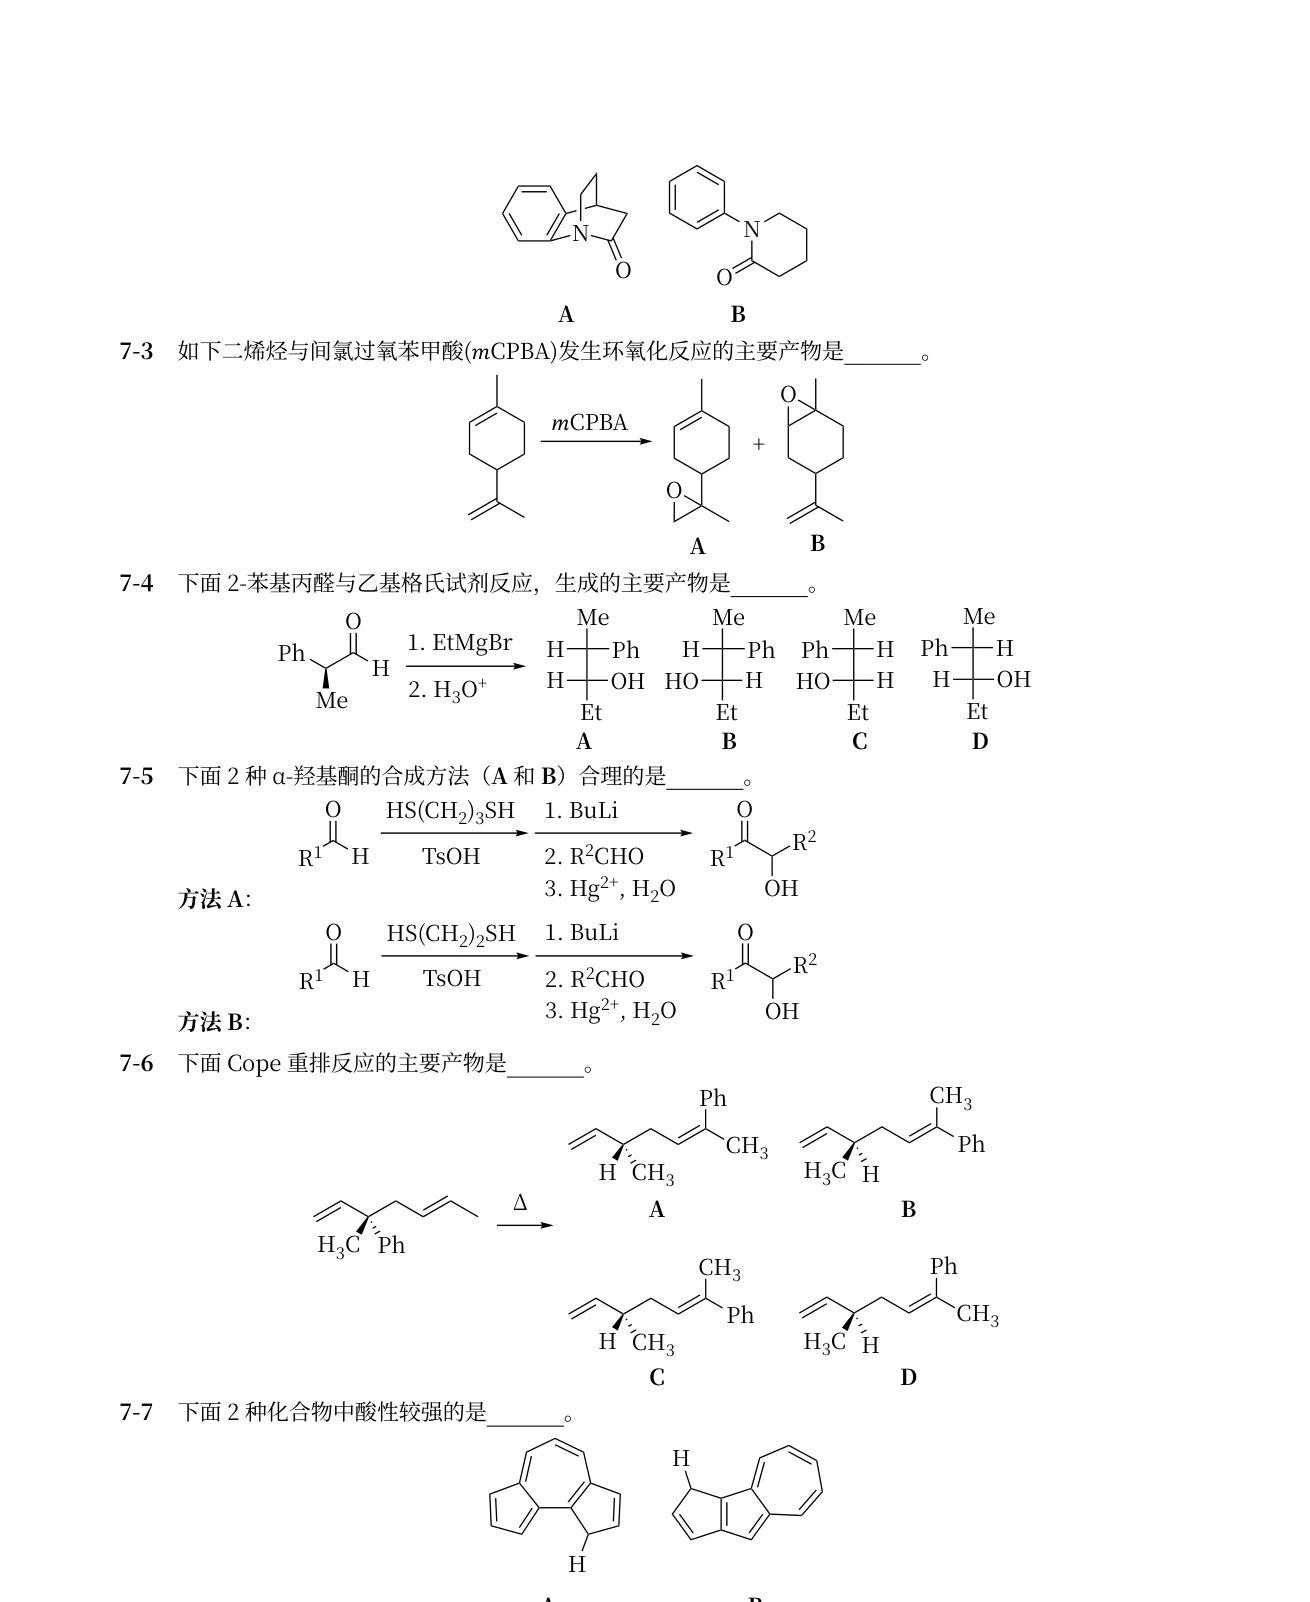 N
O
N
O
A B
7-3 如下二烯烃与间氯过氧苯甲酸(mCPBA)发生环氧化反应的主要产物是______。
mCPBA
O
+
O
A B
7-4 下面 2-苯基丙醛与乙基格氏试剂反应，生成的主要产物是______。
Ph O H Me
1. EtMgBr
2. H3O+
Me H Ph H OH Et
Me H Ph HO H Et
Me Ph H HO H Et
Me Ph H H OH Et
A B C D
7-5 下面 2 种 α-羟基酮的合成方法（A 和 B）合理的是______。
O R1 H
HS(CH2)3SH
TsOH
1. BuLi
2. R2CHO
3. Hg2+, H2O
O R1 R2 OH
方法 A：
O R1 H
HS(CH2)2SH
TsOH
1. BuLi
2. R2CHO
3. Hg2+, H2O
O R1 R2 OH
方法 B：
7-6 下面 Cope 重排反应的主要产物是______。
H3C Ph
Δ
Ph CH3 H CH3
A
CH3 Ph H3C H
B
CH3 Ph H CH3
C
Ph CH3 H3C H
D
7-7 下面 2 种化合物中酸性较强的是______。
H
H